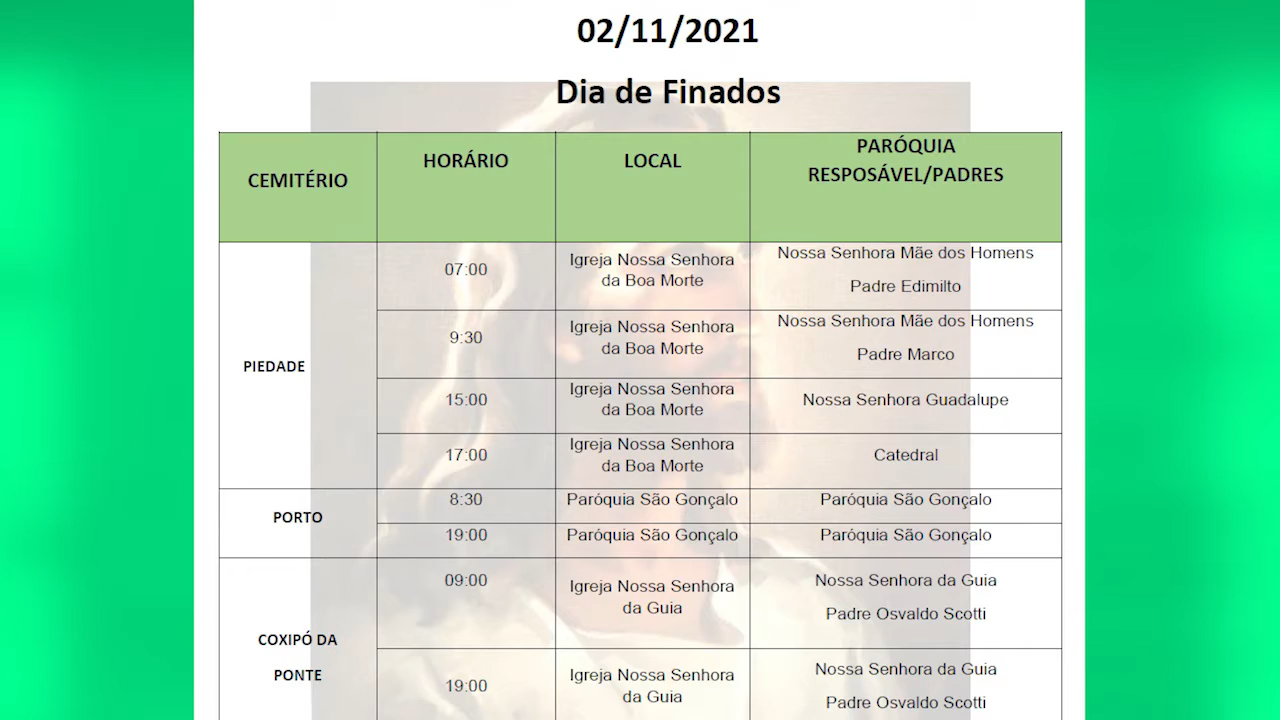 02/11/2021
Dia de Finados
CEMITÉRIO
HORÁRIO
LOCAL
PARÓQUIA
RESPOSÁVEL/PADRES
PIEDADE
07:00
Igreja Nossa Senhora
da Boa Morte
Nossa Senhora Mãe dos Homens
Padre Edimilto
9:30
Igreja Nossa Senhora
da Boa Morte
Nossa Senhora Mãe dos Homens
Padre Marco
15:00
Igreja Nossa Senhora
da Boa Morte
Nossa Senhora Guadalupe
17:00
Igreja Nossa Senhora
da Boa Morte
Catedral
PORTO
8:30
Paróquia São Gonçalo
Paróquia São Gonçalo
19:00
Paróquia São Gonçalo
Paróquia São Gonçalo
COXIPÓ DA
PONTE
09:00
Igreja Nossa Senhora
da Guia
Nossa Senhora da Guia
Padre Osvaldo Scotti
19:00
Igreja Nossa Senhora
da Guia
Nossa Senhora da Guia
Padre Osvaldo Scotti